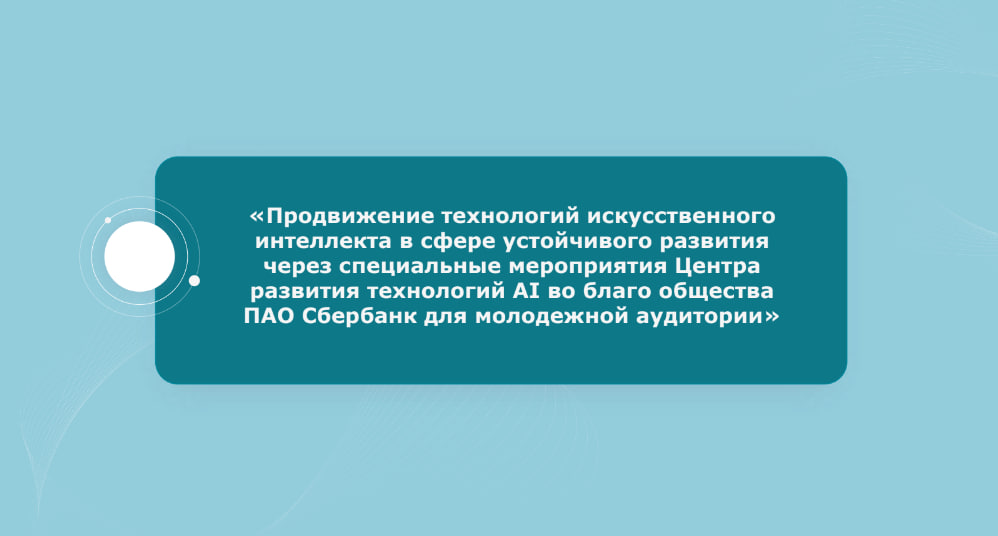 «Продвижение технологий искусственного
интеллекта в сфере устойчивого развития
через специальные мероприятия Центра
развития технологий AI во благо общества
ПАО Сбербанк для молодежной аудитории»